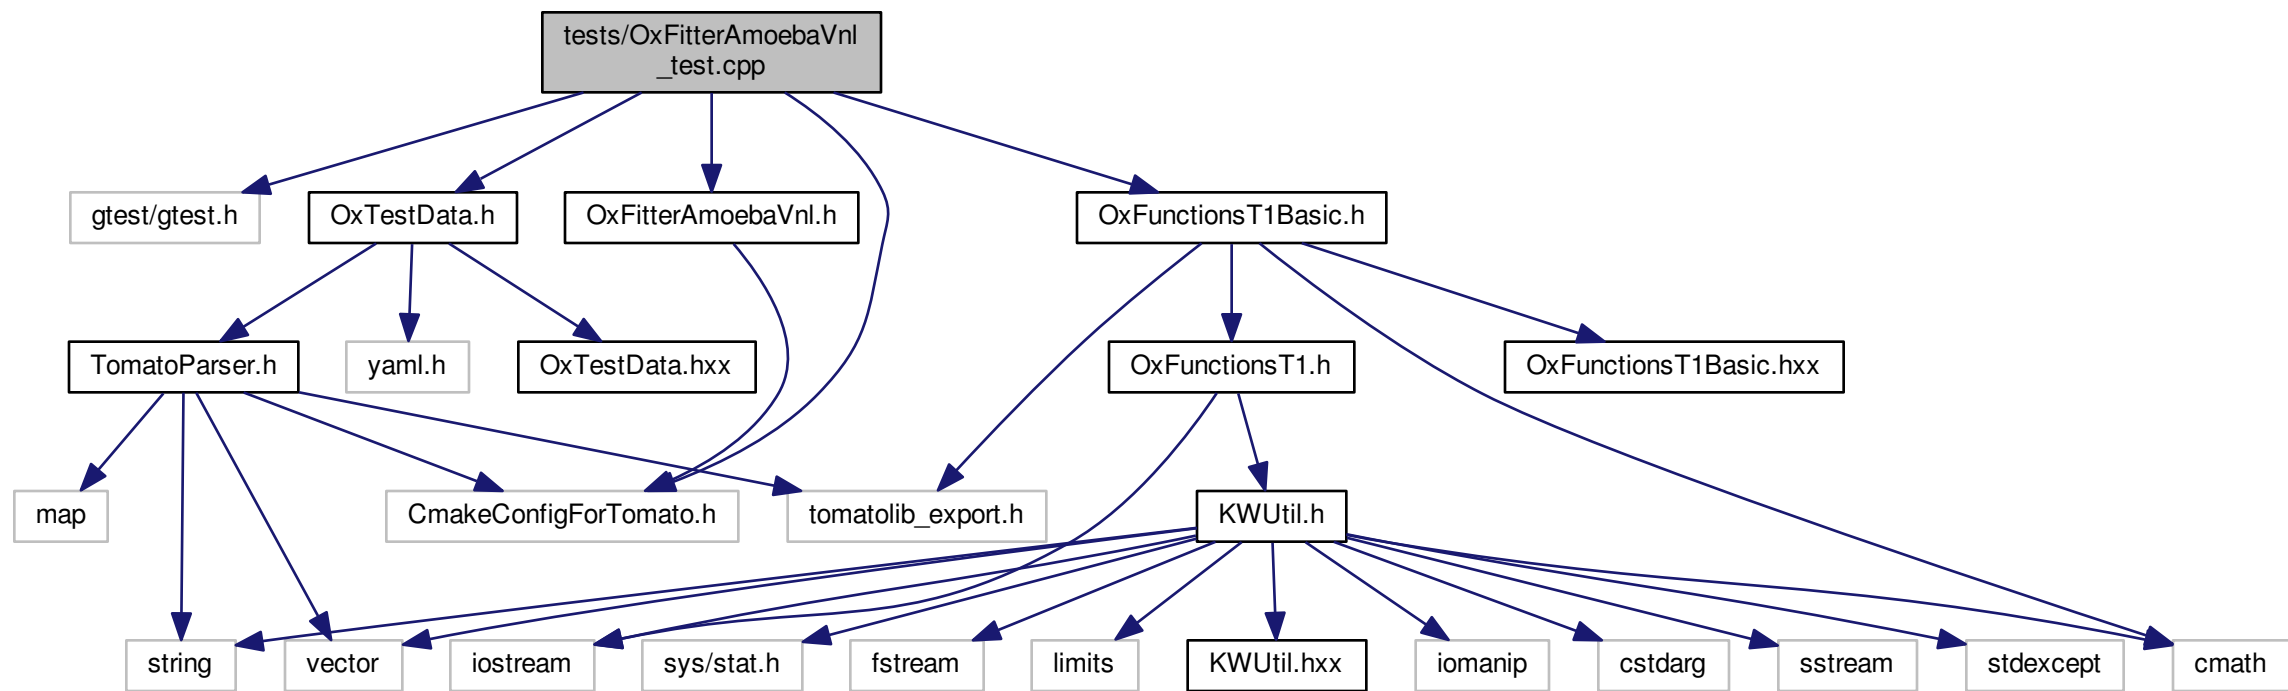 tests/OxFitterAmoebaVnl
_test.cpp
gtest/gtest.h
OxTestData.h
OxFitterAmoebaVnl.h
OxFunctionsT1Basic.h
TomatoParser.h
yaml.h
OxTestData.hxx
OxFunctionsT1.h
OxFunctionsT1Basic.hxx
map
CmakeConfigForTomato.h
tomatolib_export.h
KWUtil.h
string
vector
iostream
sys/stat.h
fstream
limits
KWUtil.hxx
iomanip
cstdarg
sstream
stdexcept
cmath